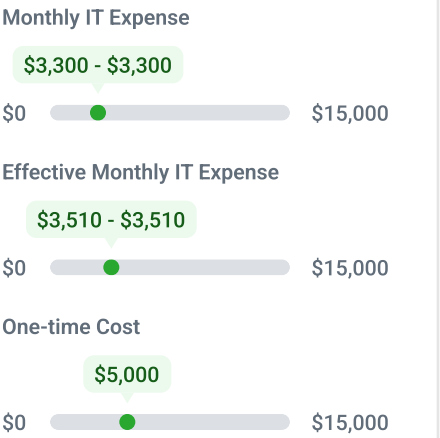 Monthly IT Expense
$3,300 - $3,300
$0 $15,000
Effective Monthly IT Expense
$3,510 - $3,510
$0 $15,000
One-time Cost
$5,000
$0 $15,000